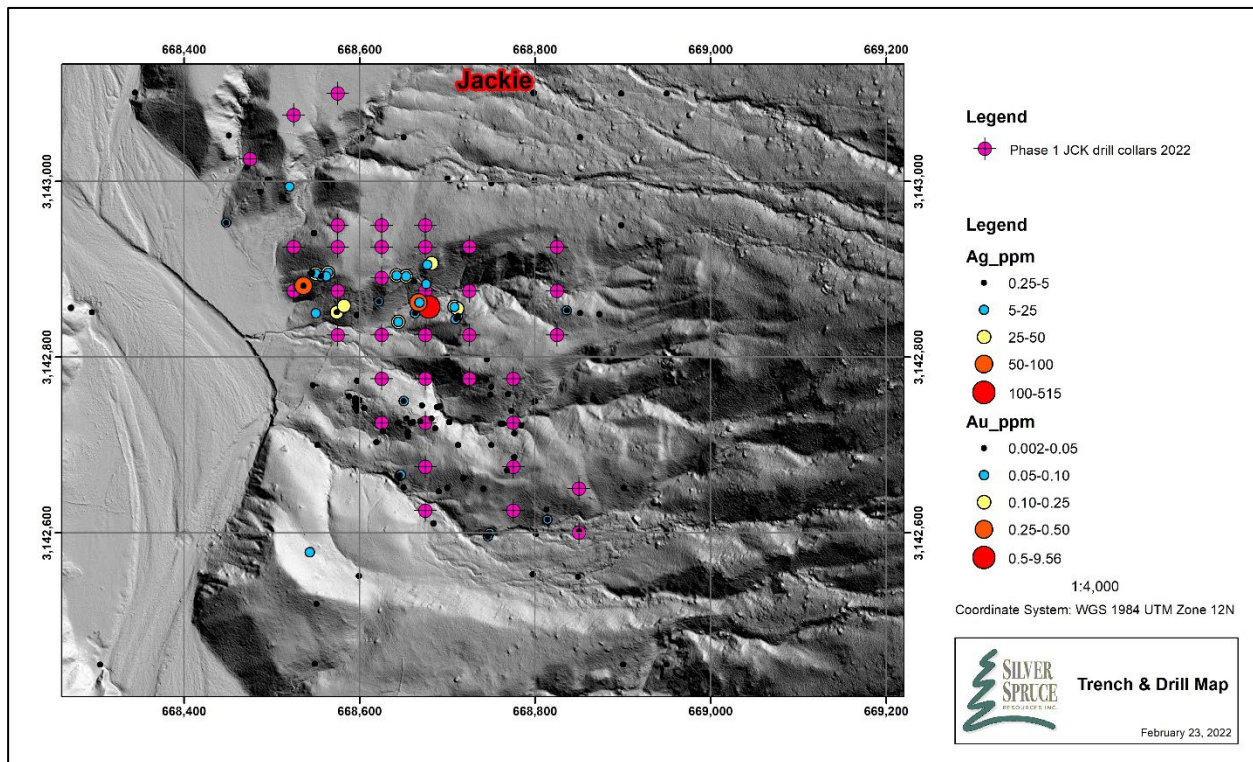 668,400 668,600 668,800 669,000 669,200
Jackie
3,143,000
3,142,800
3,142,600
3,143,000
3,142,800
3,142,600
668,400 668,600 668,800 669,000 669,200
Legend
Phase 1 JCK drill collars 2022
Legend
Ag_ppm
0.25-5
5-25
25-50
50-100
100-515
Au_ppm
0.002-0.05
0.05-0.10
0.10-0.25
0.25-0.50
0.5-9.56
1:4,000
Coordinate System: WGS 1984 UTM Zone 12N
SILVER
SPRUCE
RESOURCES INC.
Trench & Drill Map
February 23, 2022